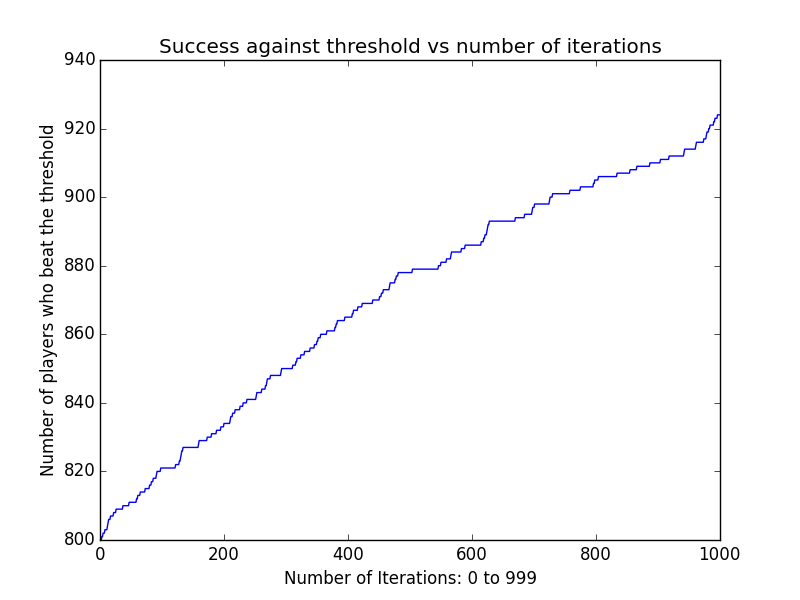 Success against threshold vs number of iterations
940
920
900
880
860
840
820
800
Number of players who beat the threshold
0 200 400 600 800 1000
Number of Iterations: 0 to 999